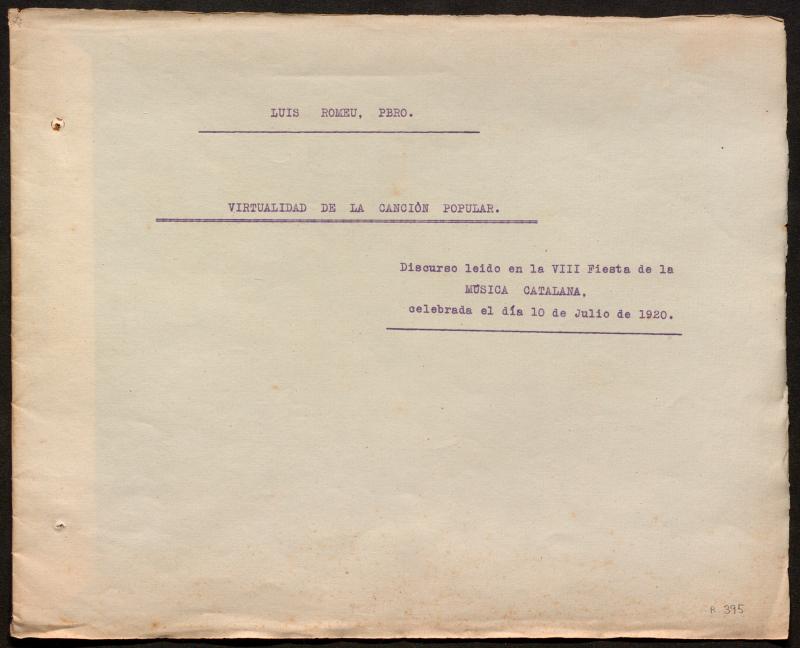 LUIS ROMEU, PBRO.
VIRTUALIDAD DE LA CANCIÒN POPULAR.
Discurso leido en la VIII Fiesta de la
MÚSICA CATALANA,
celebrada el día 10 de Julio de 1920.
R. 395